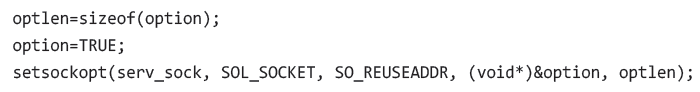 optlen=sizeof(option);
option=TRUE;
setsockopt(serv_sock, SOL_SOCKET, SO_REUSEADDR, (void*)&option, optlen);